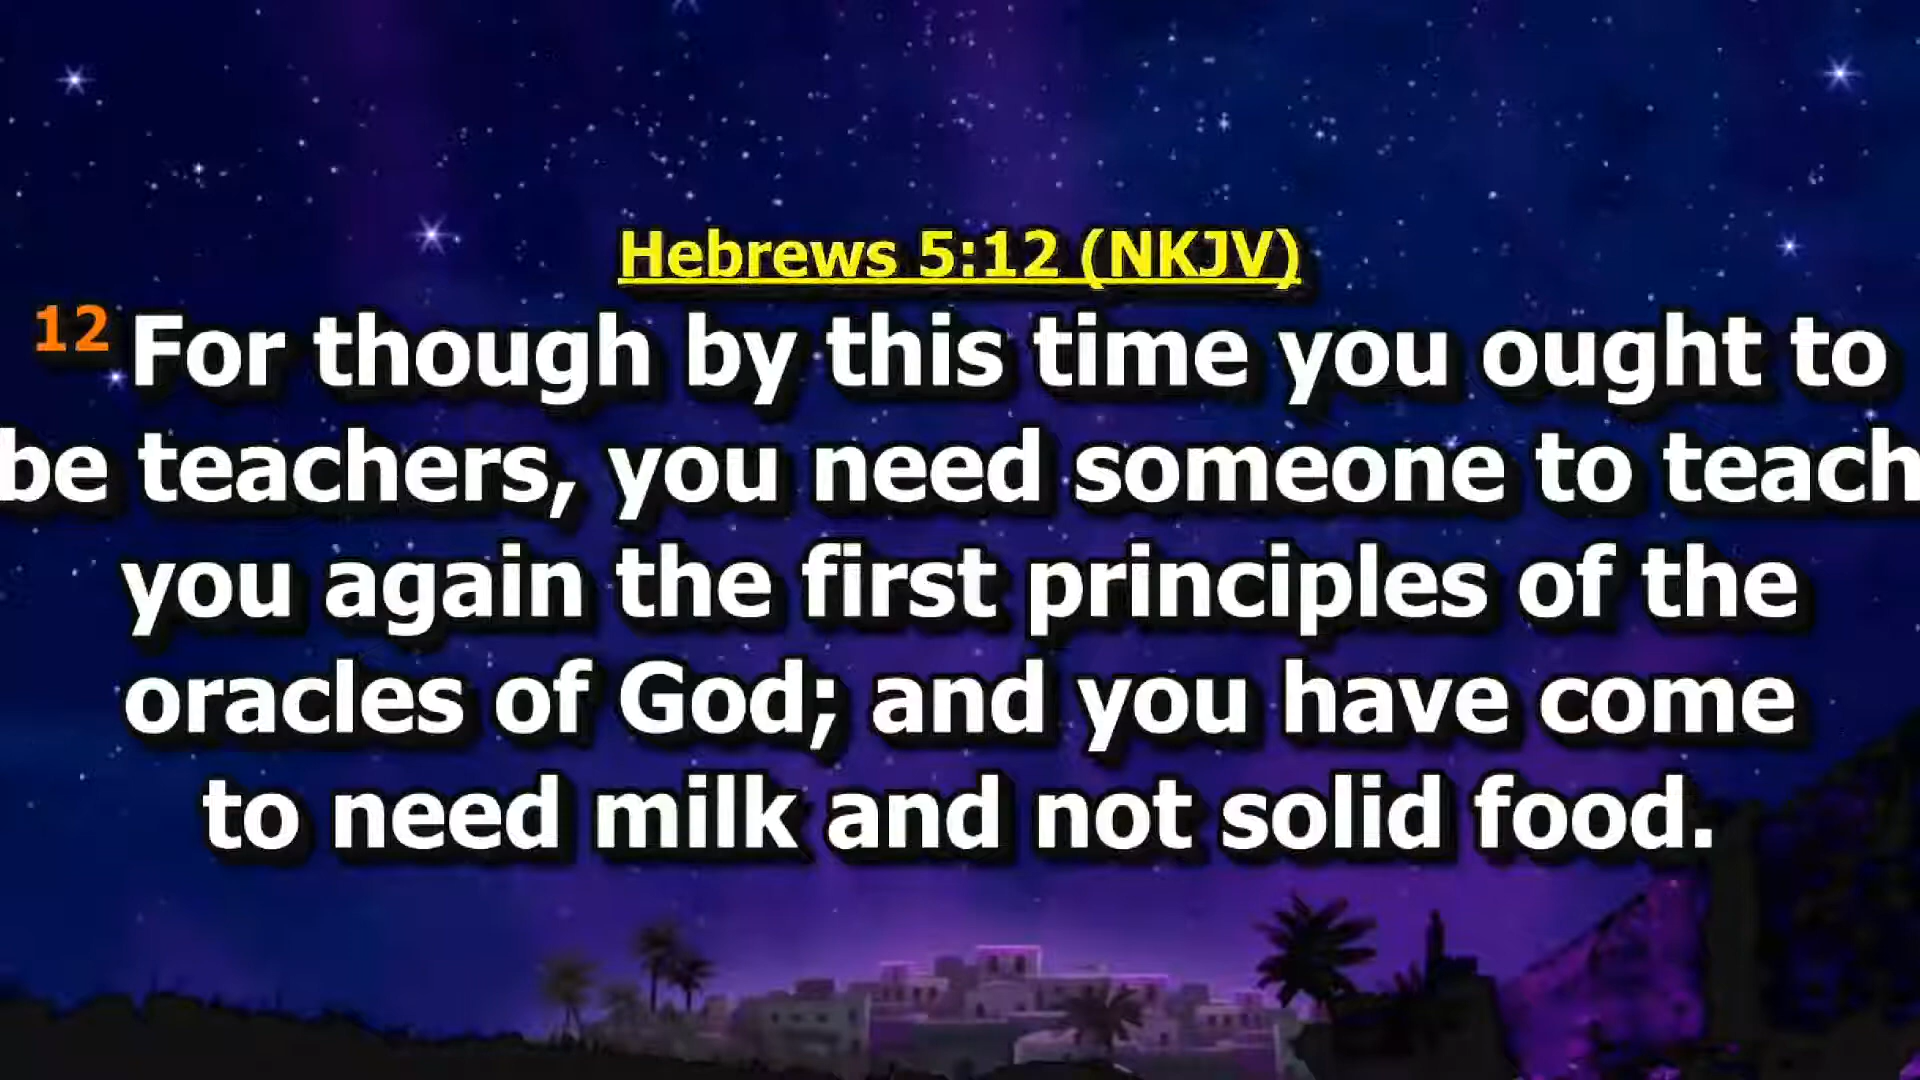 Hebrews 5:12 (NKJV)
12 For though by this time you ought to
be teachers, you need someone to teach
you again the first principles of the
oracles of God; and you have come
to need milk and not solid food.